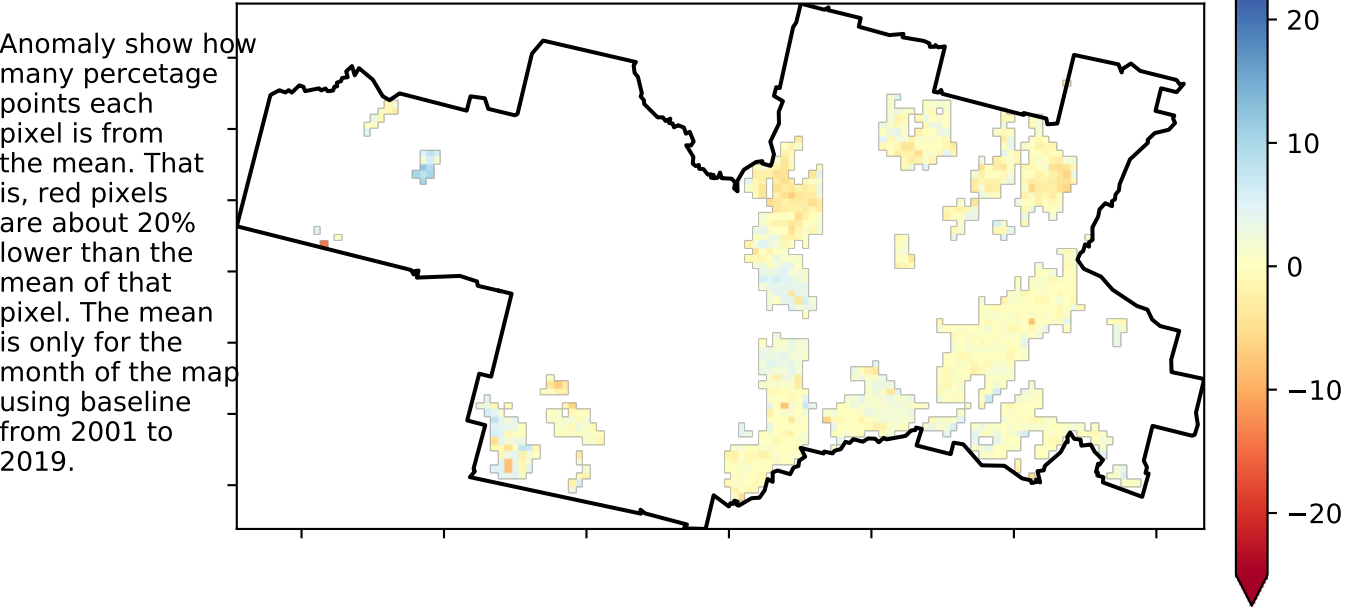 Anomaly show how
many percetage
points each
pixel is from
the mean. That
is, red pixels
are about 20%
lower than the
mean of that
pixel. The mean
is only for the
month of the map
using baseline
from 2001 to
2019.
20
10
0
−10
−20